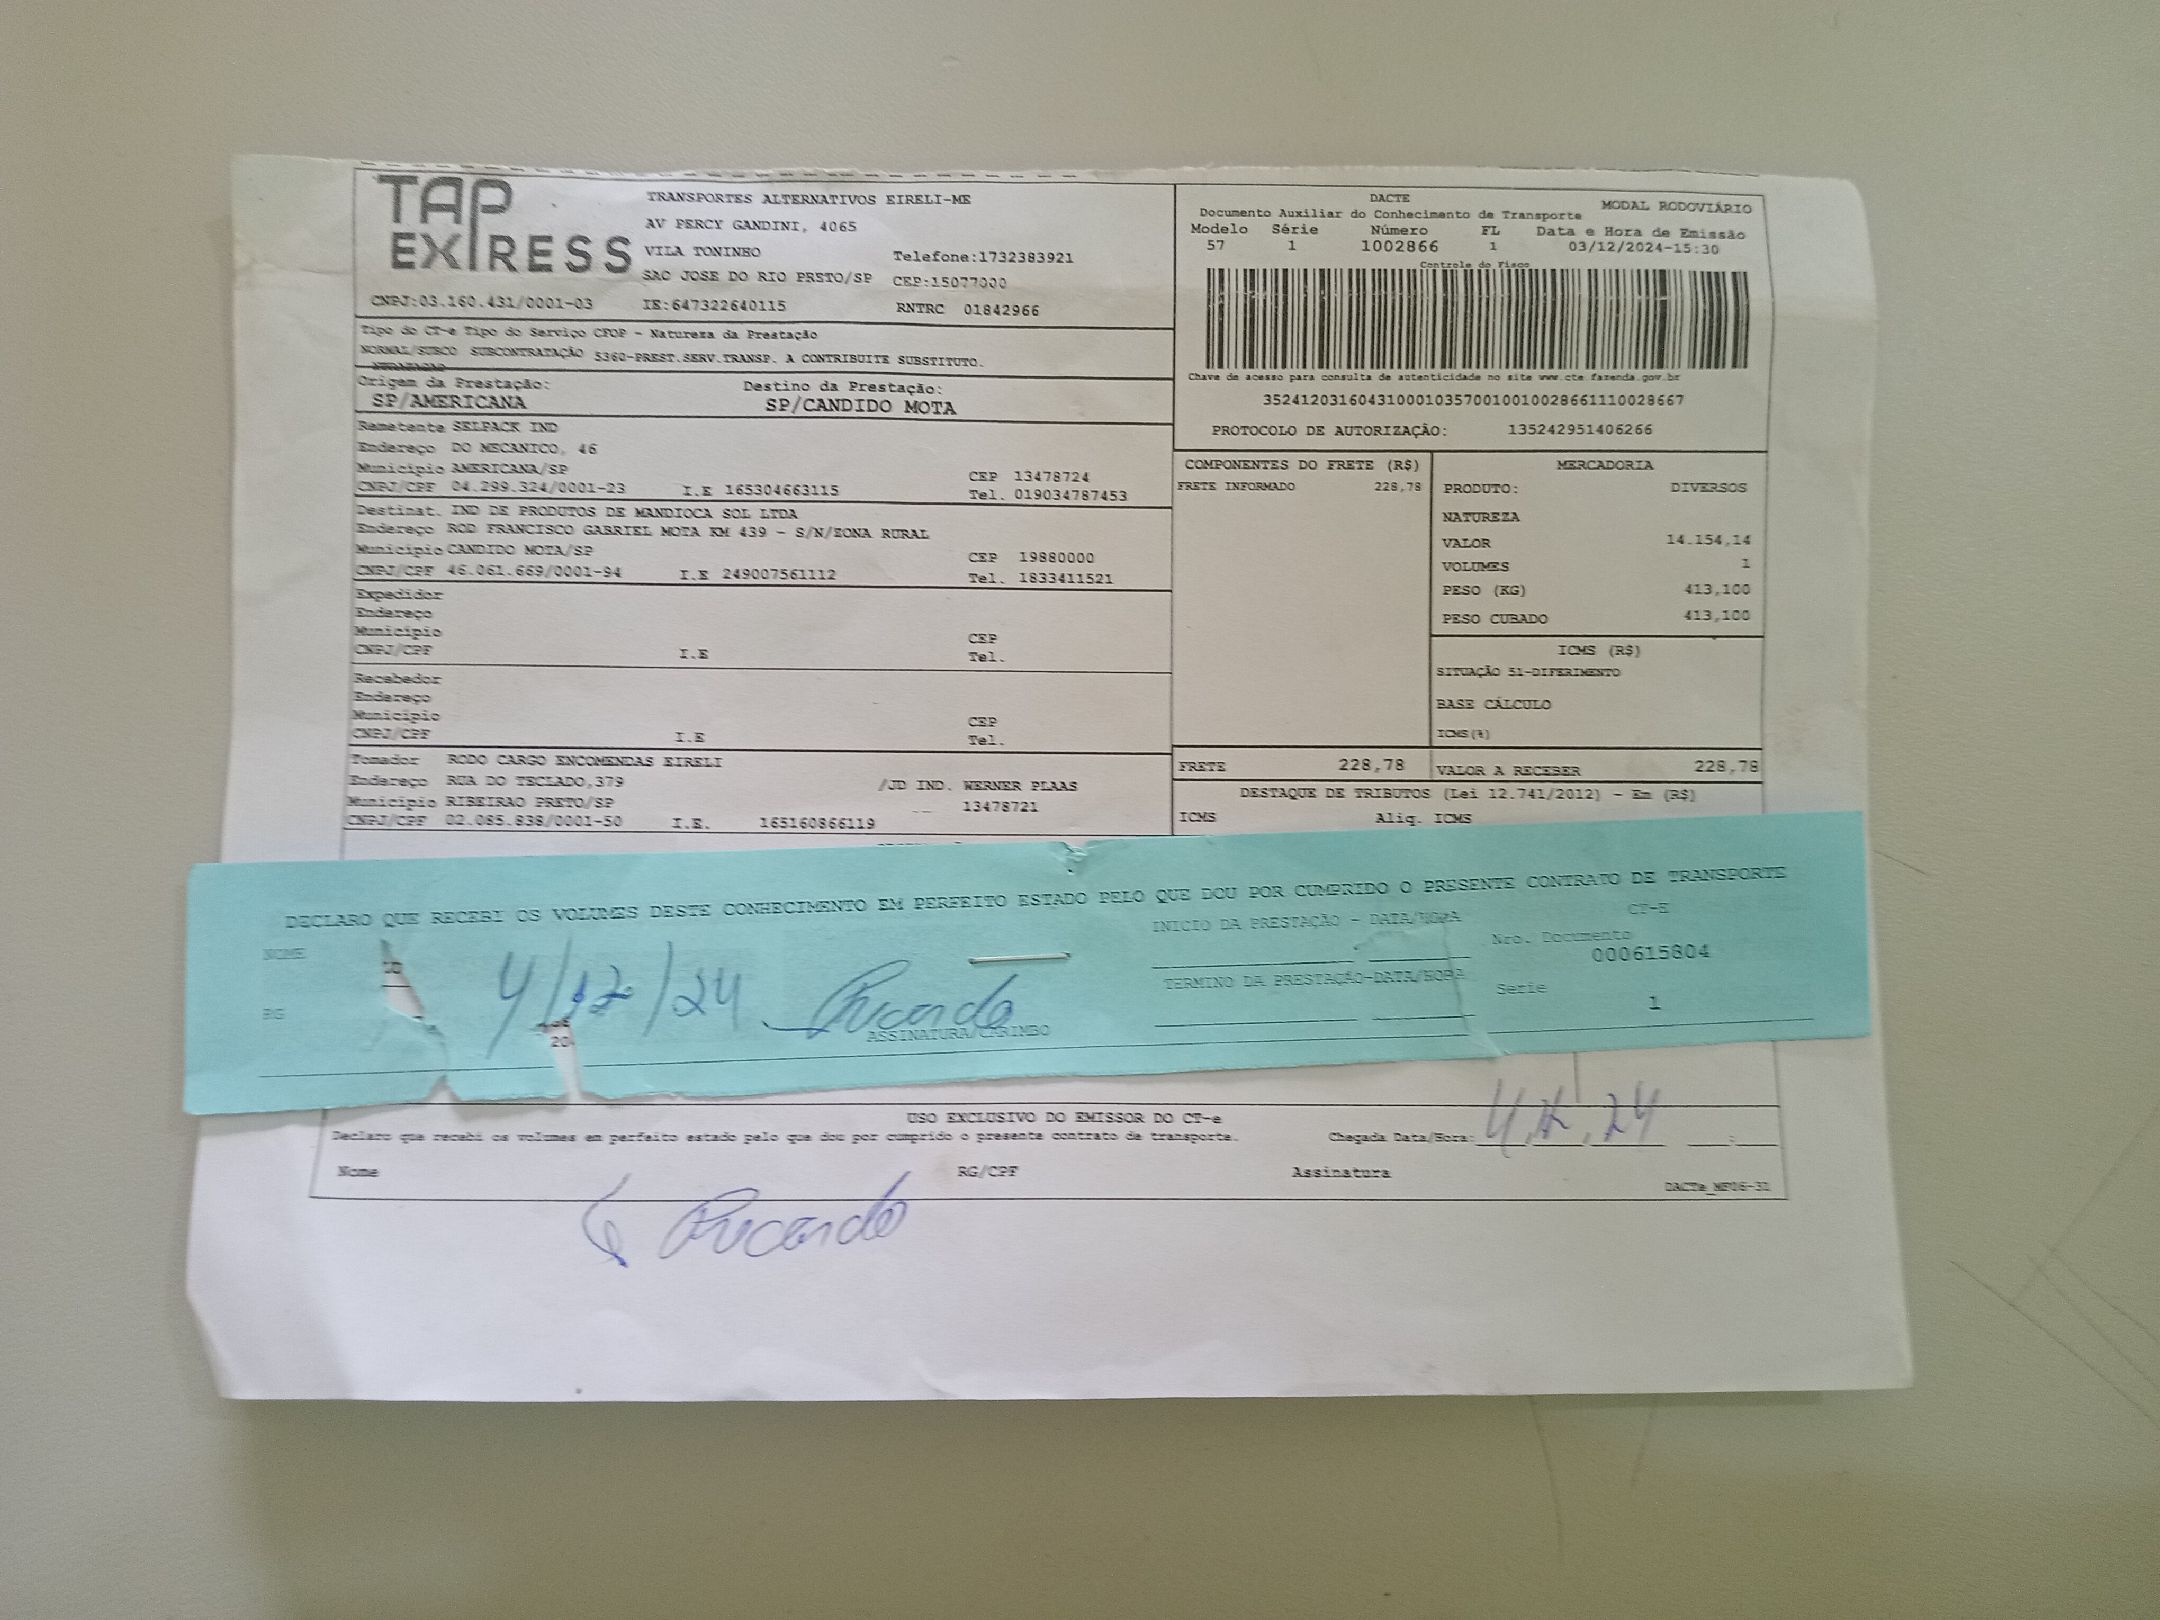 TAP EXPRESS
TRANSPORTES ALTERNATIVOS EIRELI-ME
AV PERCY GANDINI, 4065
VILA TONINHO Telefone:1732383921
SAO JOSE DO RIO PRETO/SP CEP:15077000
CNPJ:03.160.431/0001-03 IE:647322640115 RNTRC 01842966
DACTE MODAL RODOVIÁRIO
Documento Auxiliar do Conhecimento de Transporte
Modelo Série Número FL Data e Hora de Emissão
57 1 1002866 1 03/12/2024-15:30
Controle do Fisco
Chave de acesso para consulta de autenticidade no site www.cte.fazenda.gov.br
35241203160431000103570010010028661110028667
PROTOCOLO DE AUTORIZAÇÃO: 135242951406266
Tipo do CT-e Tipo do Serviço CFOP - Natureza da Prestação
NORMAL/SUBCO SUBCONTRATAÇÃO 5360-PREST.SERV.TRANSP. A CONTRIBUITE SUBSTITUTO.
Origem da Prestação: Destino da Prestação:
SP/AMERICANA SP/CANDIDO MOTA
Remetente SELPACK IND
Endereço DO MECANICO, 46
Município AMERICANA/SP CEP 13478724
CNPJ/CPF 04.299.324/0001-23 I.E 165304663115 Tel. 019034787453
Destinat. IND DE PRODUTOS DE MANDIOCA SOL LTDA
Endereço ROD FRANCISCO GABRIEL MOTA KM 439 - S/N/ZONA RURAL
Município CANDIDO MOTA/SP CEP 19880000
CNPJ/CPF 46.061.669/0001-94 I.E 249007561112 Tel. 1833411521
Expedidor
Endereço
Município CEP
CNPJ/CPF I.E Tel.
Recebedor
Endereço
Município CEP
CNPJ/CPF I.E Tel.
Tomador RODO CARGO ENCOMENDAS EIRELI
Endereço RUA DO TECLADO,379 /JD IND. WERNER PLAAS
Município RIBEIRAO PRETO/SP 13478721
CNPJ/CPF 02.085.838/0001-50 I.E. 165160866119
COMPONENTES DO FRETE (R$)
FRETE INFORMADO 228,78
MERCADORIA
PRODUTO: DIVERSOS
NATUREZA
VALOR 14.154,14
VOLUMES 1
PESO (KG) 413,100
PESO CUBADO 413,100
ICMS (R$)
SITUAÇÃO 51-DIFERIMENTO
BASE CÁLCULO
ICMS(%)
FRETE 228,78 VALOR A RECEBER 228,78
DESTAQUE DE TRIBUTOS (Lei 12.741/2012) - Em (R$)
ICMS Aliq. ICMS
DECLARO QUE RECEBI OS VOLUMES DESTE CONHECIMENTO EM PERFEITO ESTADO PELO QUE DOU POR CUMPRIDO O PRESENTE CONTRATO DE TRANSPORTE
NOME INICIO DA PRESTAÇÃO - DATA/HORA CT-E
Nro. Documento
000615804
4/12/24 Ricardo
TERMINO DA PRESTAÇÃO-DATA/HORA Serie
RG ASSINATURA/CARIMBO 1
20
USO EXCLUSIVO DO EMISSOR DO CT-e
Declaro que recebi os volumes em perfeito estado pelo que dou por cumprido o presente contrato de transporte. Chegada Data/Hora: 4,12,24 :
Nome RG/CPF Assinatura
DACTe_MF06-31
Ricardo